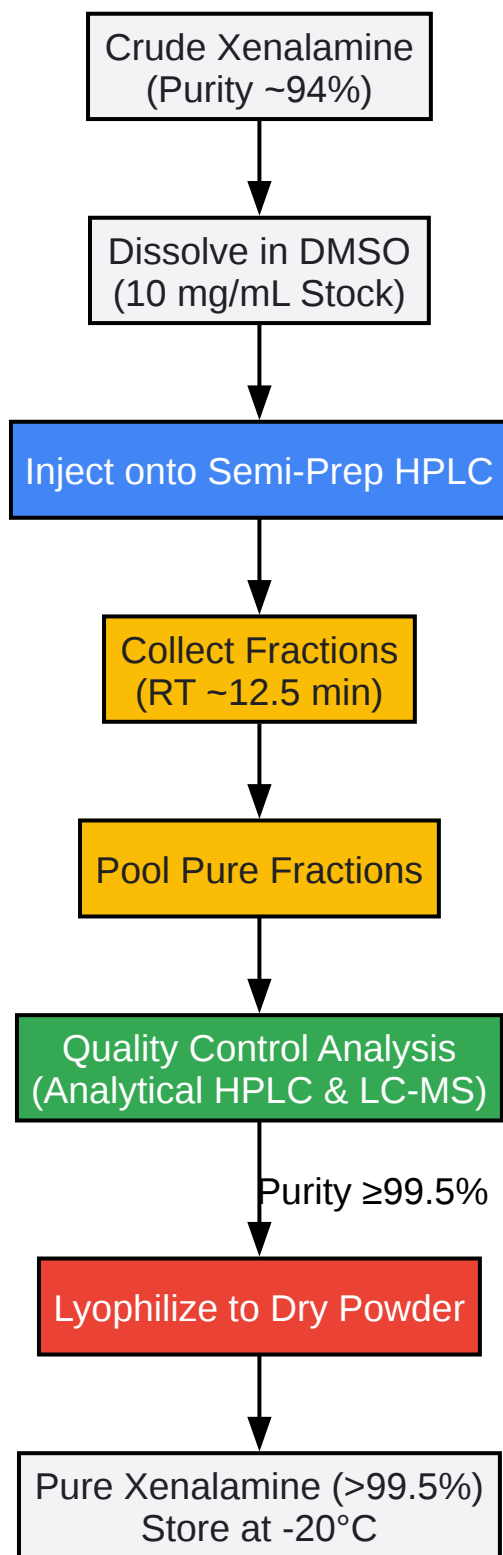 Crude Xenalamine
(Purity ~94%)
Dissolve in DMSO
(10 mg/mL Stock)
Inject onto Semi-Prep HPLC
Collect Fractions
(RT ~12.5 min)
Pool Pure Fractions
Quality Control Analysis
(Analytical HPLC & LC-MS)
Purity ≥99.5%
Lyophilize to Dry Powder
Pure Xenalamine (>99.5%)
Store at -20°C